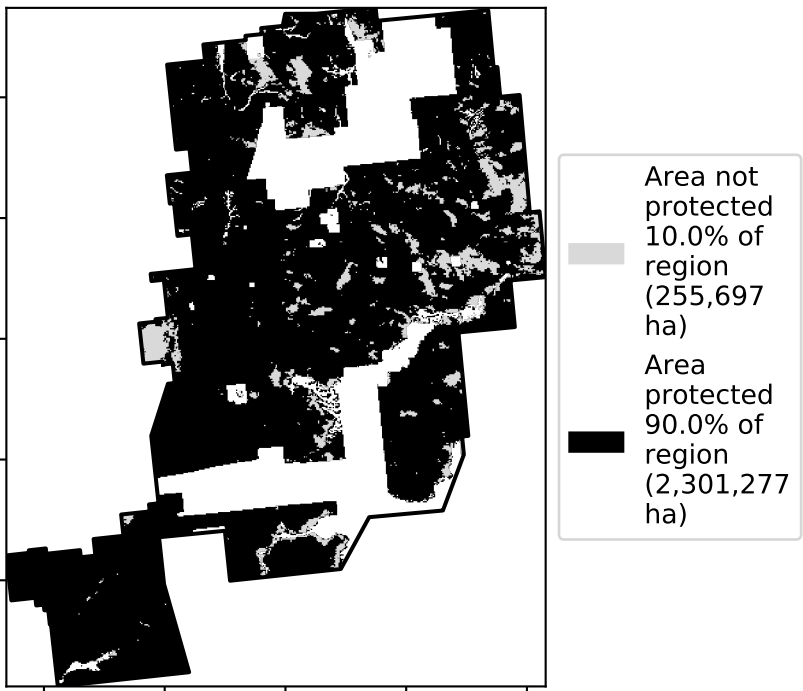 Area not
protected
10.0% of
region
(255,697
ha)
Area
protected
90.0% of
region
(2,301,277
ha)